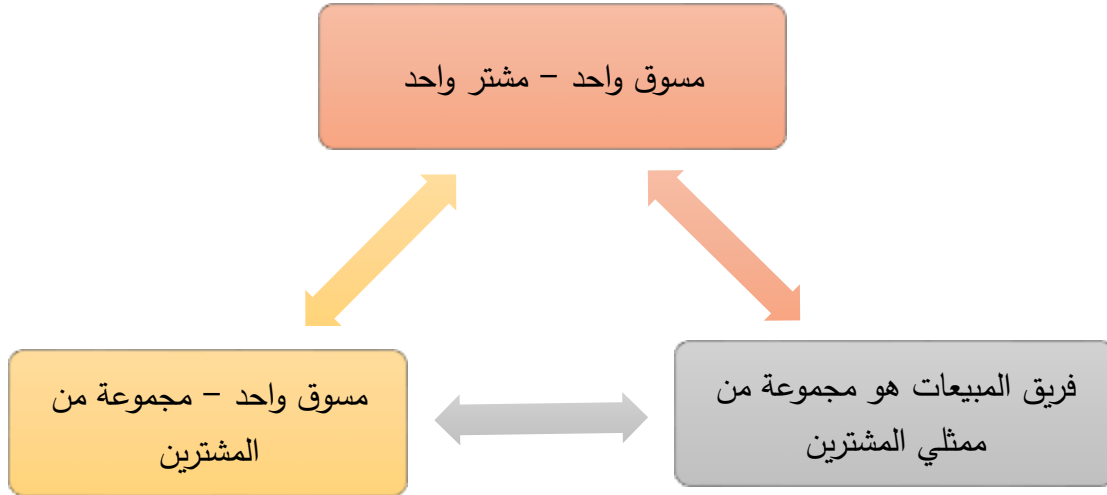 مسوق واحد – مشتر واحد
فريق المبيعات هو مجموعة من
ممثلي المشترين
مسوق واحد – مجموعة من
المشترين